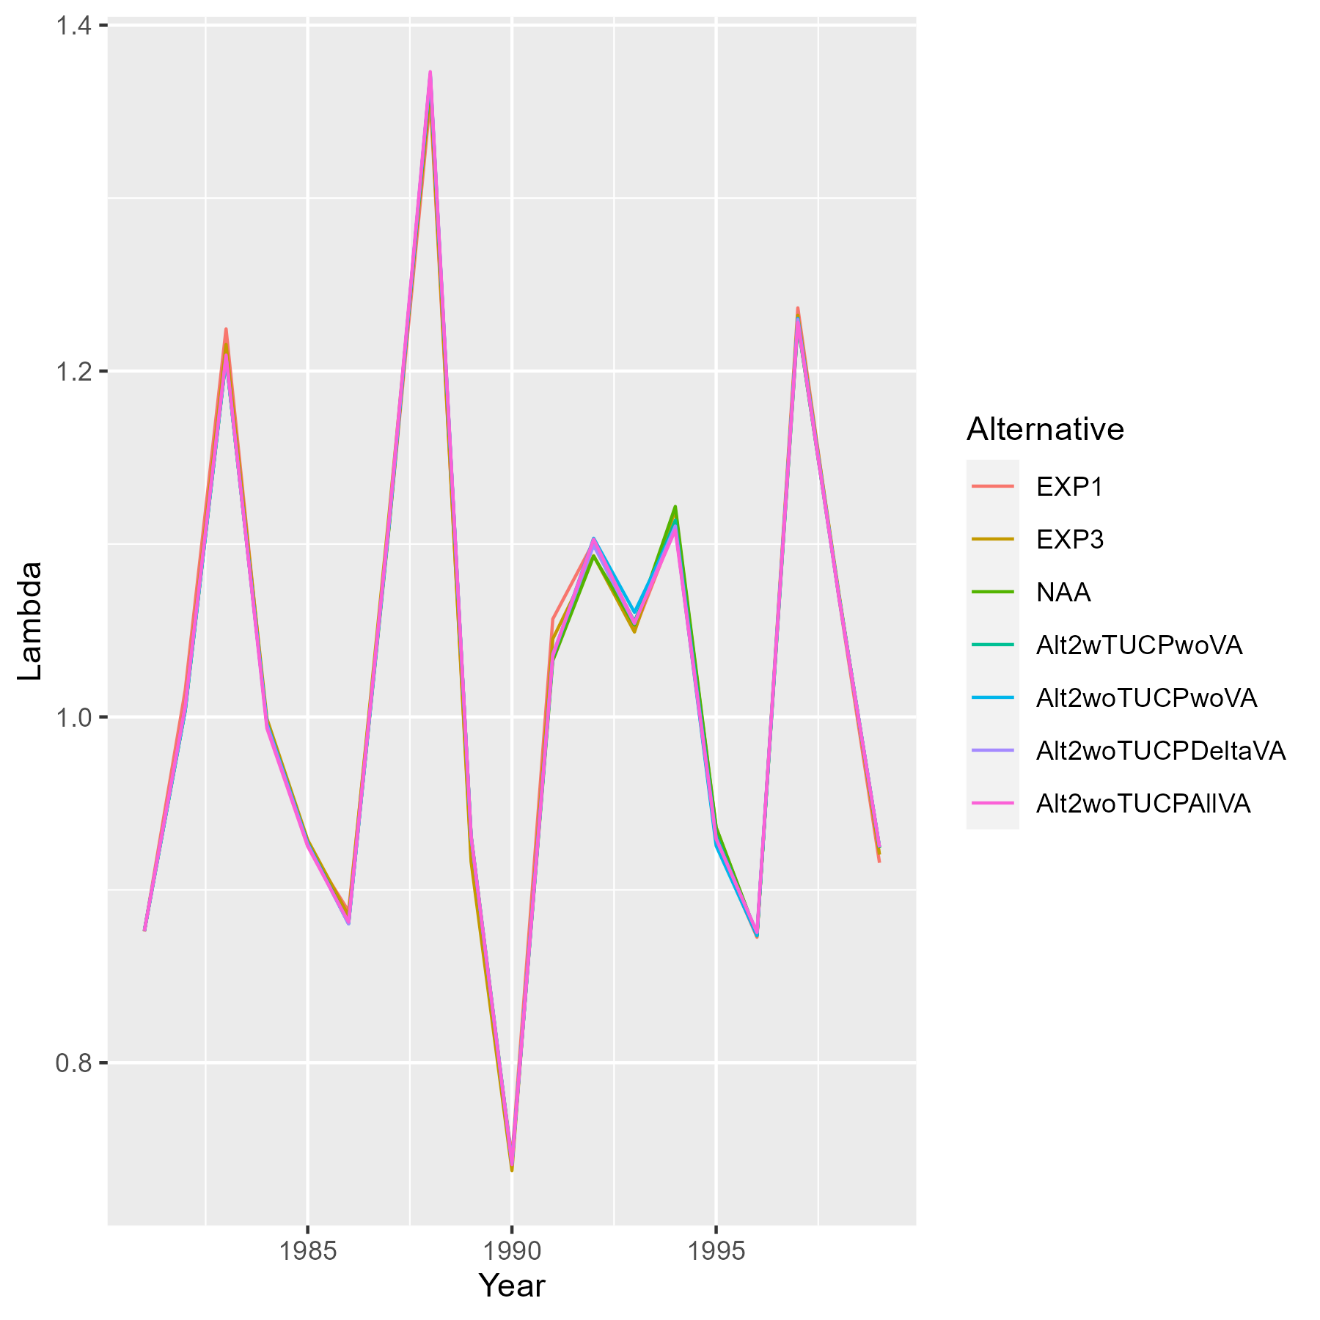 1.4
1.2
1.0
0.8
Lambda
1985
1990
1995
Year
Alternative
EXP1
EXP3
NAA
Alt2wTUCPwoVA
Alt2woTUCPwoVA
Alt2woTUCPDeltaVA
Alt2woTUCPAllVA